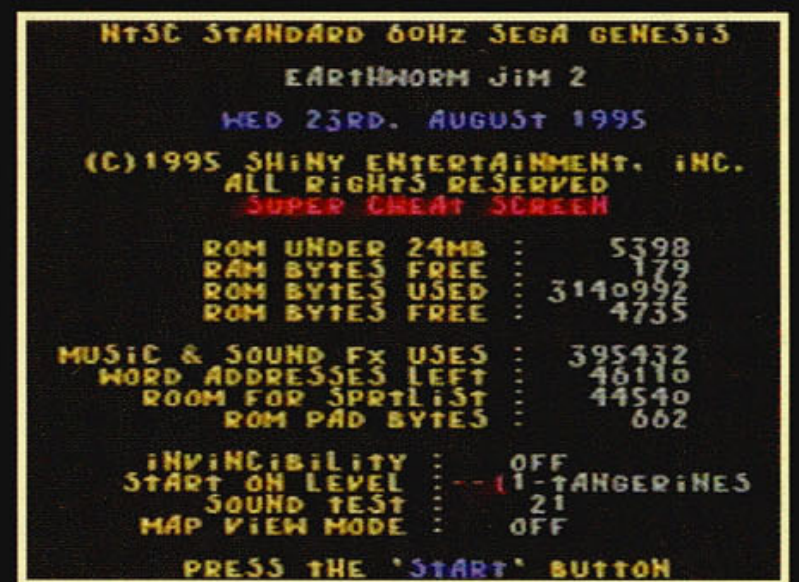 NTSC STANDARD 60HZ SEGA GENESiS
EARTHWORM JiM 2
WED 23RD. AUGUST 1995
(C)1995 SHiNY ENTERTAiNMENT, iNC.
ALL RiGHTS RESERVED
SUPER CHEAT SCREEN
ROM UNDER 24MB : 5398
RAM BYTES FREE : 179
ROM BYTES USED : 3140992
ROM BYTES FREE : 4735
MUSiC & SOUND FX USES : 395432
WORD ADDRESSES LEFT : 46110
ROOM FOR SPRTLiST : 44540
ROM PAD BYTES : 662
iNViNCiBiLiTY : OFF
START ON LEVEL : --(1-TANGERiNES
SOUND TEST : 21
MAP ViEW MODE : OFF
PRESS THE 'START' BUTTON